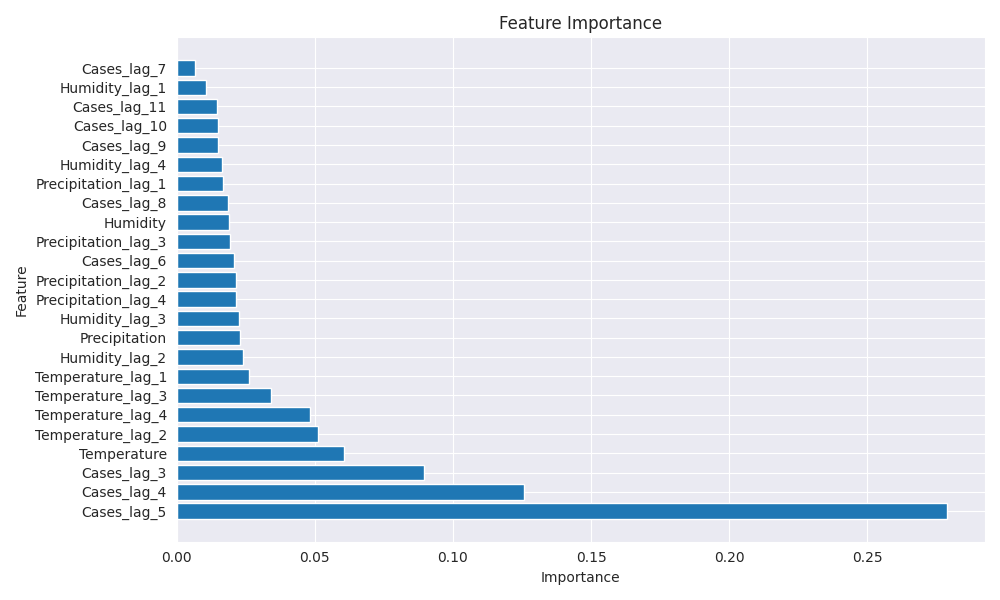 Feature Importance
Cases_lag_7
Humidity_lag_1
Cases_lag_11
Cases_lag_10
Cases_lag_9
Humidity_lag_4
Precipitation_lag_1
Cases_lag_8
Humidity
Precipitation_lag_3
Cases_lag_6
Precipitation_lag_2
Precipitation_lag_4
Humidity_lag_3
Precipitation
Humidity_lag_2
Temperature_lag_1
Temperature_lag_3
Temperature_lag_4
Temperature_lag_2
Temperature
Cases_lag_3
Cases_lag_4
Cases_lag_5
Feature
0.00 0.05 0.10 0.15 0.20 0.25
Importance